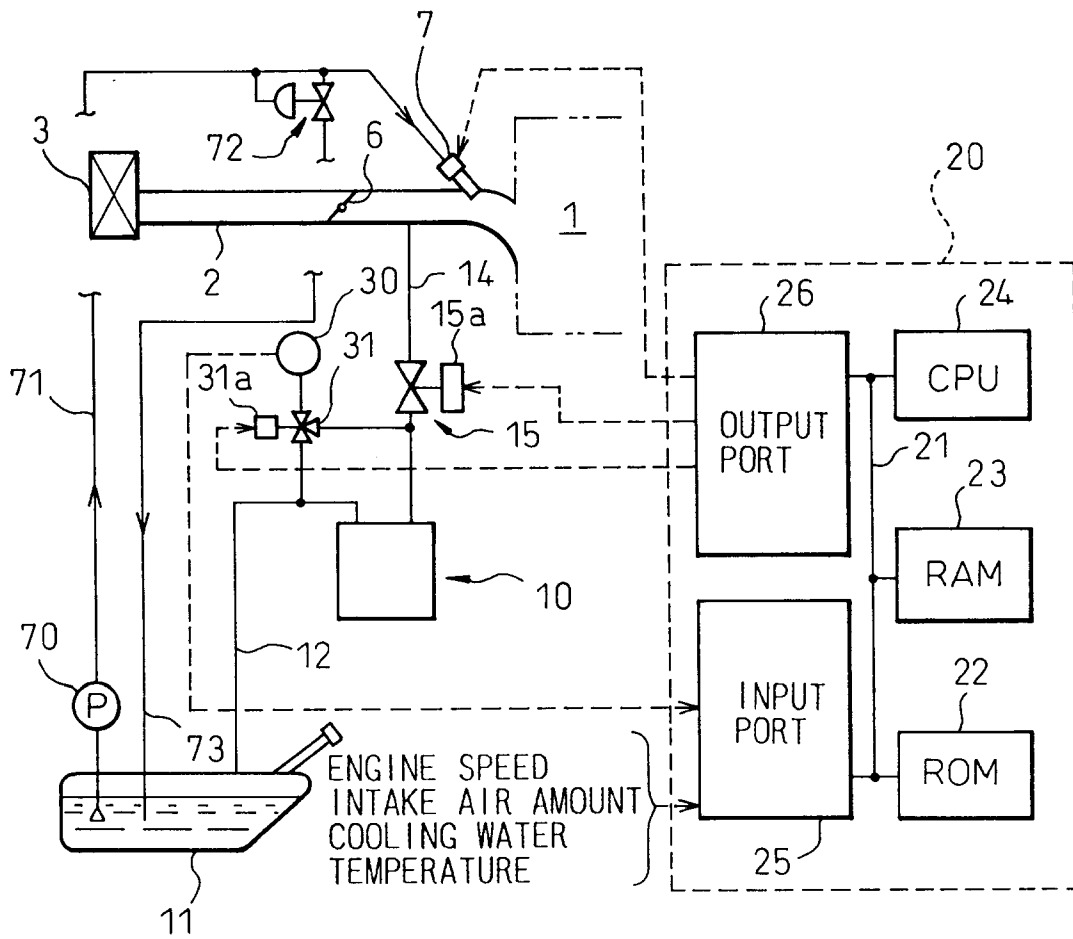 7
3
72
6
20
1
2
14
30
26
24
15a
31
CPU
71
31a
OUTPUT
PORT
15
21
23
RAM
10
12
70
P
INPUT
PORT
22
73
ROM
ENGINE SPEED
INTAKE AIR AMOUNT
COOLING WATER
TEMPERATURE
25
11